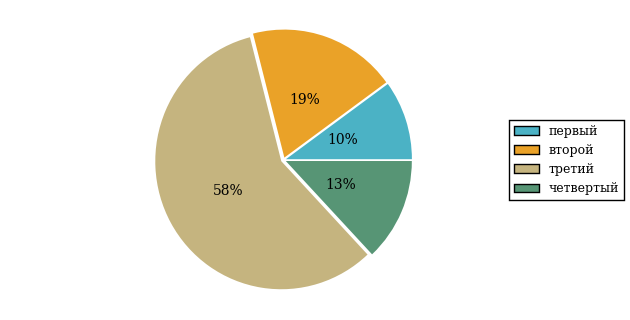 19%
10%
13%
58%
первый
второй
третий
четвертый